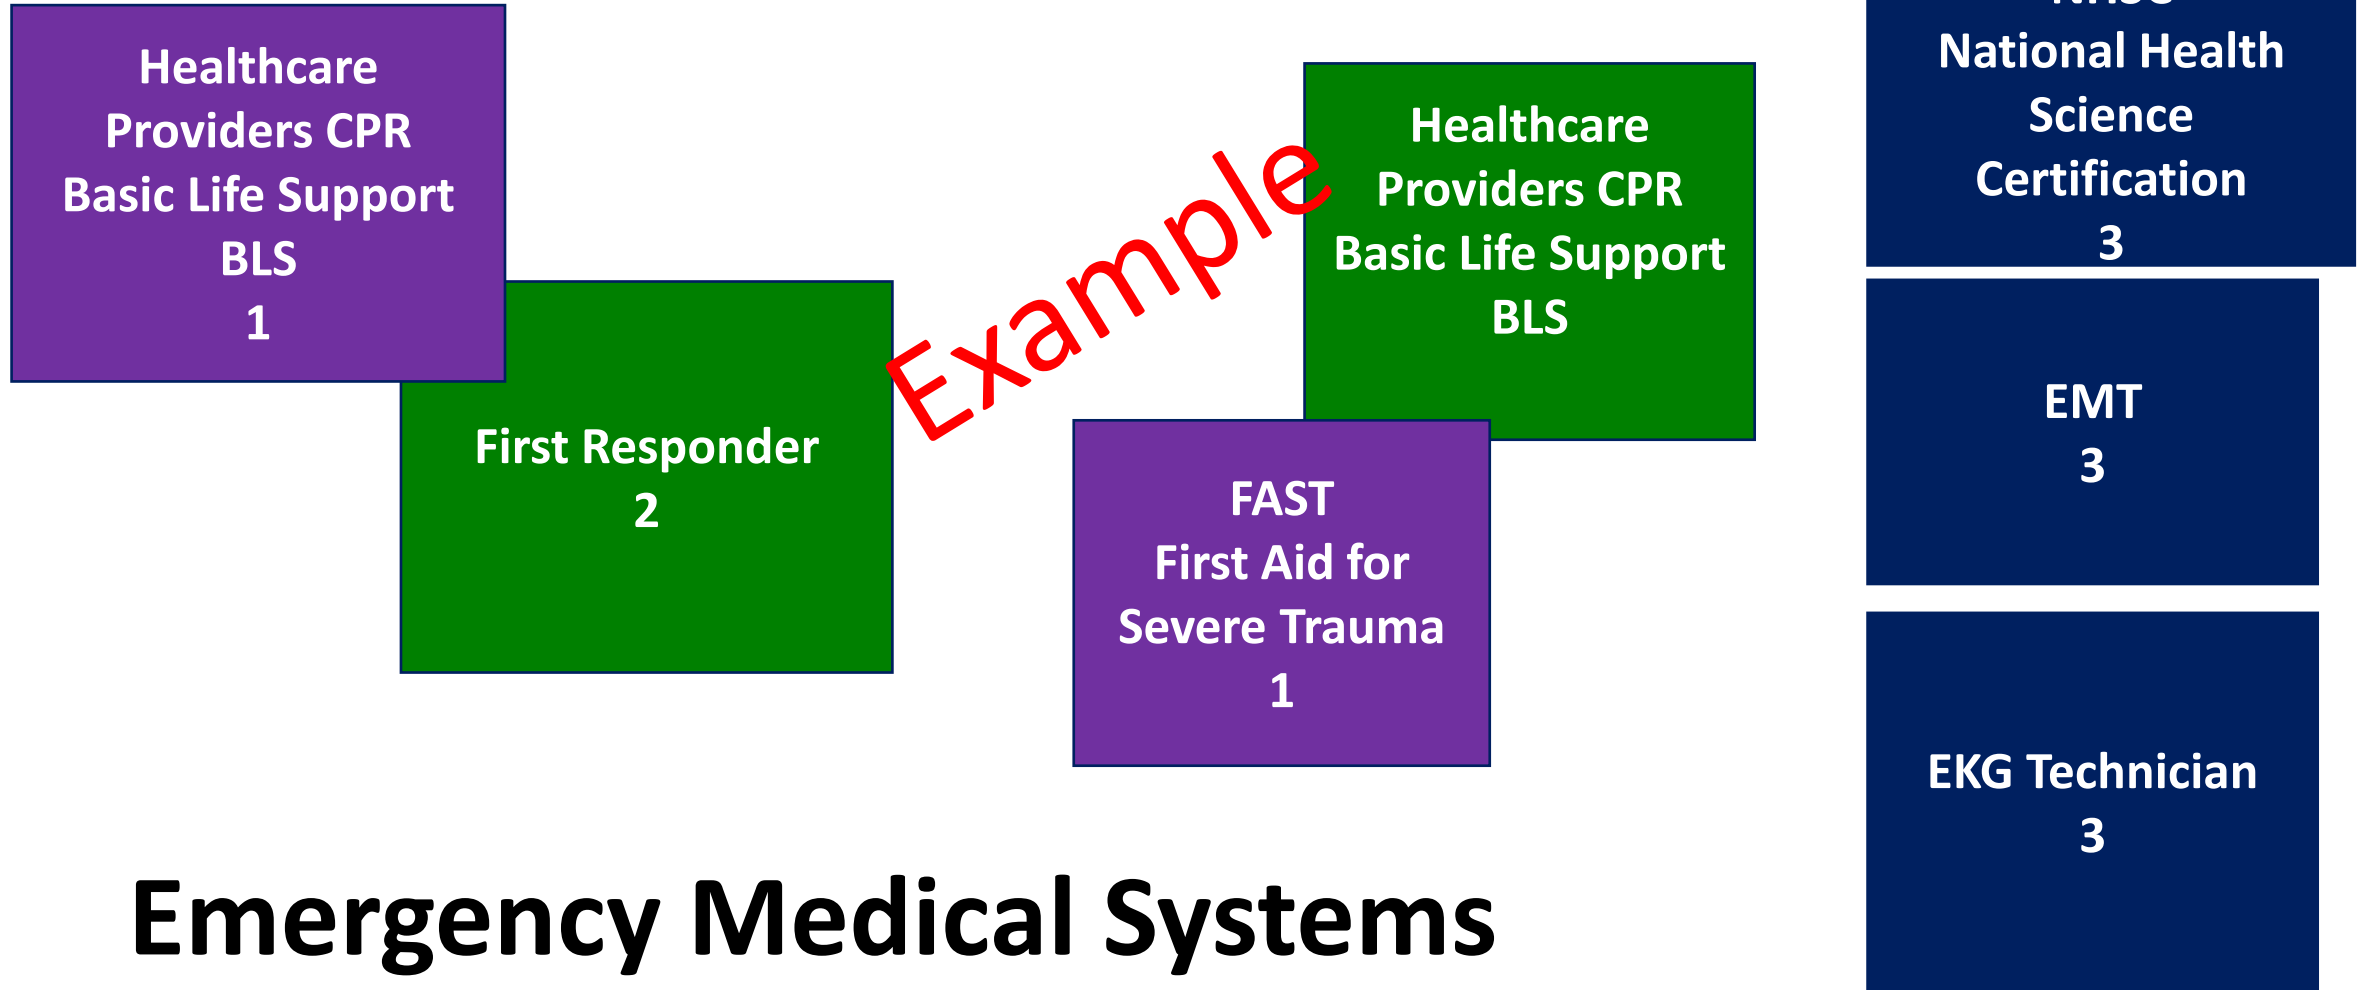 Healthcare
Providers CPR
Basic Life Support
BLS
1
First Responder
2
Example
Healthcare
Providers CPR
Basic Life Support
BLS
FAST
First Aid for
Severe Trauma
1
National Health
Science
Certification
3
EMT
3
EKG Technician
3
Emergency Medical Systems